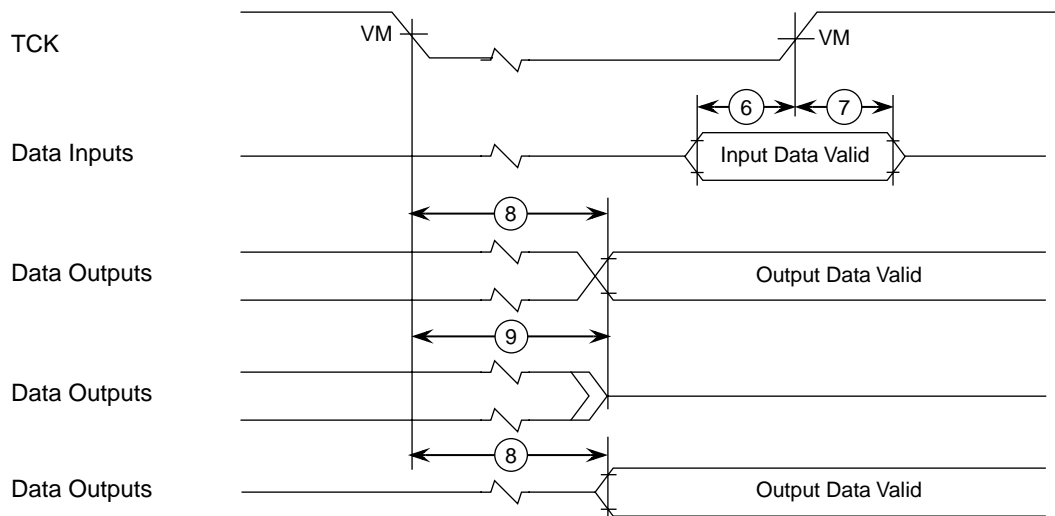 TCK
VM
VM
6
7
Data Inputs
Input Data Valid
8
Data Outputs
Output Data Valid
9
Data Outputs
8
Data Outputs
Output Data Valid